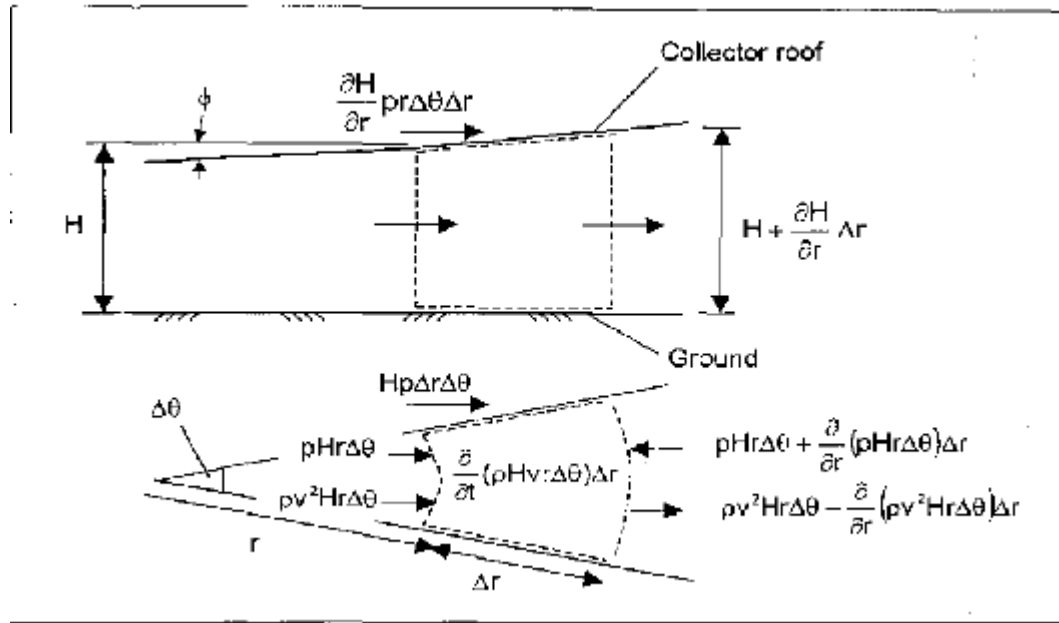 Collector roof
ϕ
∂H/∂r prΔθΔr
H
H + ∂H/∂r Δr
Ground
HpΔrΔθ
Δθ
pHrΔθ
∂/∂t (ρHvrΔθ)Δr
pHrΔθ + ∂/∂r (pHrΔθ)Δr
ρv²HrΔθ
ρv²HrΔθ − ∂/∂r (ρv²HrΔθ)Δr
r
Δr